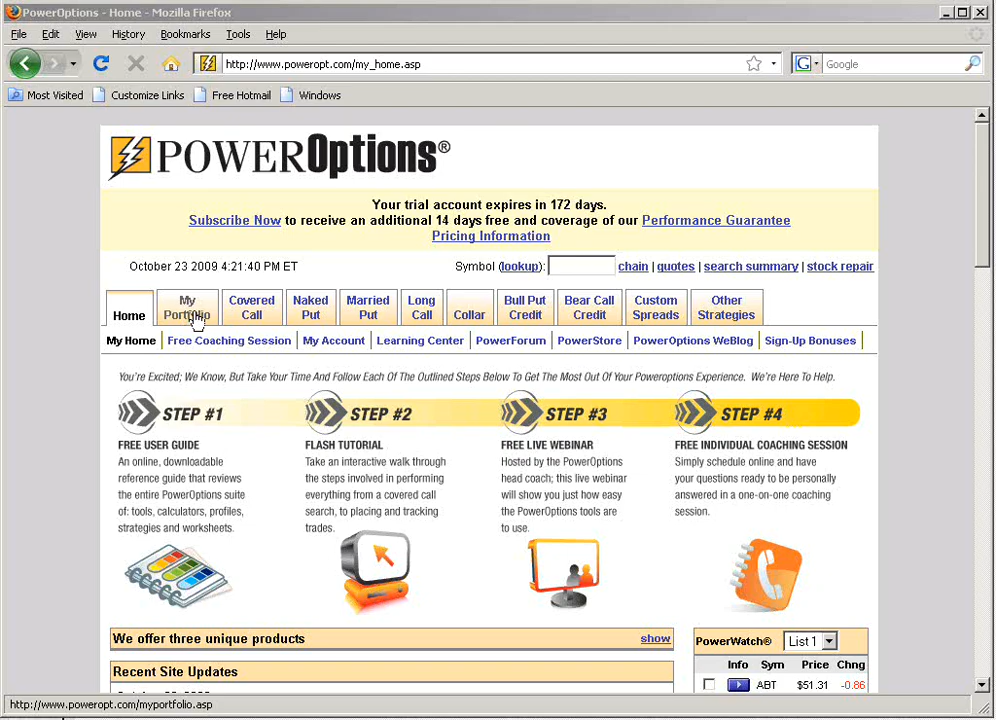 PowerOptions - Home - Mozilla Firefox
File Edit View History Bookmarks Tools Help
http://www.poweropt.com/my_home.asp
G Google
Most Visited Customize Links Free Hotmail Windows
POWEROptions®
Your trial account expires in 172 days.
Subscribe Now to receive an additional 14 days free and coverage of our Performance Guarantee
Pricing Information
October 23 2009 4:21:40 PM ET
Symbol (lookup): chain | quotes | search summary | stock repair
Home
My Portfolio
Covered Call
Naked Put
Married Put
Long Call
Collar
Bull Put Credit
Bear Call Credit
Custom Spreads
Other Strategies
My Home | Free Coaching Session | My Account | Learning Center | PowerForum | PowerStore | PowerOptions WeBlog | Sign-Up Bonuses |
You're Excited; We Know, But Take Your Time And Follow Each Of The Outlined Steps Below To Get The Most Out Of Your Poweroptions Experience. We're Here To Help.
STEP #1
FREE USER GUIDE
An online, downloadable
reference guide that reviews
the entire PowerOptions suite
of: tools, calculators, profiles,
strategies and worksheets.
STEP #2
FLASH TUTORIAL
Take an interactive walk through
the steps involved in performing
everything from a covered call
search, to placing and tracking
trades.
STEP #3
FREE LIVE WEBINAR
Hosted by the PowerOptions
head coach; this live webinar
will show you just how easy
the PowerOptions tools are
to use.
STEP #4
FREE INDIVIDUAL COACHING SESSION
Simply schedule online and have
your questions ready to be personally
answered in a one-on-one coaching
session.
We offer three unique products show
Recent Site Updates
PowerWatch® List 1
Info Sym Price Chng
ABT $51.31 -0.86
http://www.poweropt.com/myportfolio.asp